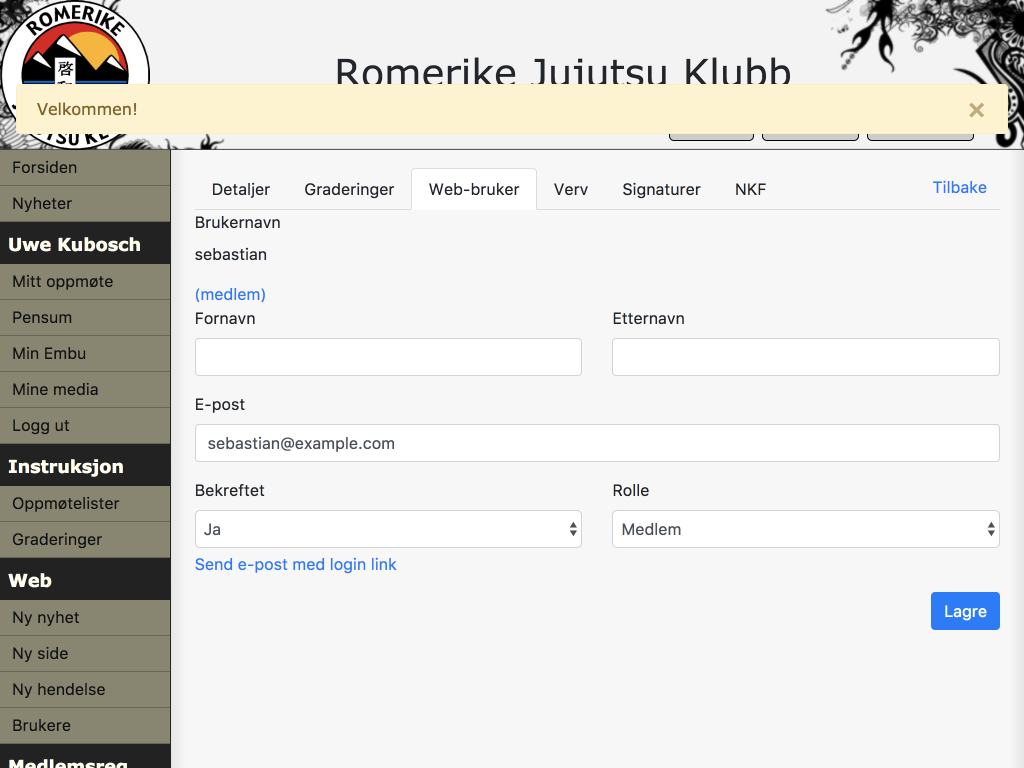 ROMERIKE
啓
Romerike Jujutsu Klubb
Velkommen!
×
Forsiden
Nyheter
Uwe Kubosch
Mitt oppmøte
Pensum
Min Embu
Mine media
Logg ut
Instruksjon
Oppmøtelister
Graderinger
Web
Ny nyhet
Ny side
Ny hendelse
Brukere
Medlemsreg
Detaljer Graderinger Web-bruker Verv Signaturer NKF Tilbake
Brukernavn
sebastian
(medlem)
Fornavn Etternavn
E-post
sebastian@example.com
Bekreftet Rolle
Ja Medlem
Send e-post med login link
Lagre